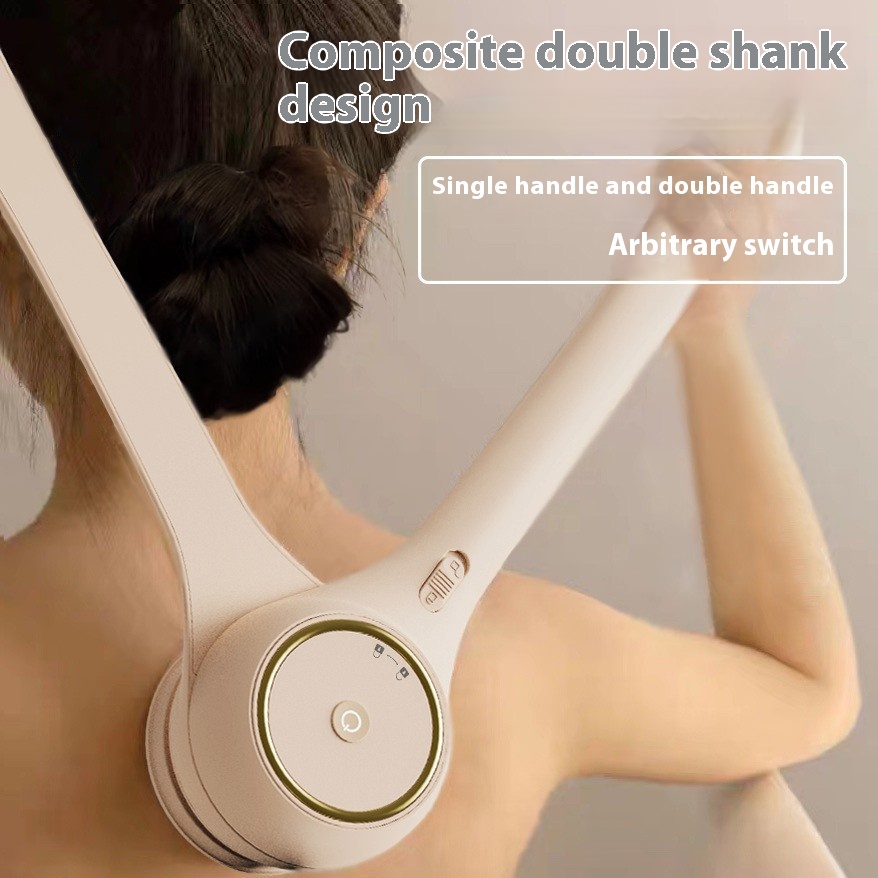 Composite double shank
design
Single handle and double handle
Arbitrary switch